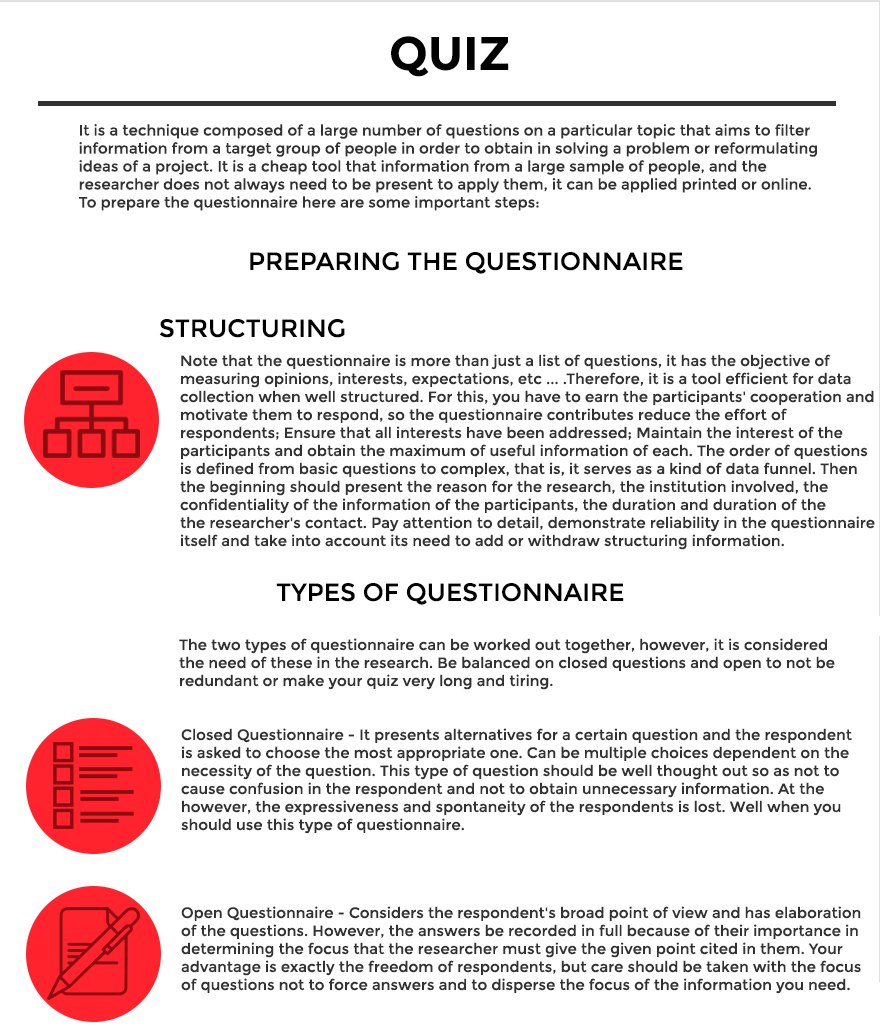 QUIZ
It is a technique composed of a large number of questions on a particular topic that aims to filter
information from a target group of people in order to obtain in solving a problem or reformulating
ideas of a project. It is a cheap tool that information from a large sample of people, and the
researcher does not always need to be present to apply them, it can be applied printed or online.
To prepare the questionnaire here are some important steps:
PREPARING THE QUESTIONNAIRE
STRUCTURING
Note that the questionnaire is more than just a list of questions, it has the objective of
measuring opinions, interests, expectations, etc ... .Therefore, it is a tool efficient for data
collection when well structured. For this, you have to earn the participants' cooperation and
motivate them to respond, so the questionnaire contributes reduce the effort of
respondents; Ensure that all interests have been addressed; Maintain the interest of the
participants and obtain the maximum of useful information of each. The order of questions
is defined from basic questions to complex, that is, it serves as a kind of data funnel. Then
the beginning should present the reason for the research, the institution involved, the
confidentiality of the information of the participants, the duration and duration of the
the researcher's contact. Pay attention to detail, demonstrate reliability in the questionnaire
itself and take into account its need to add or withdraw structuring information.
TYPES OF QUESTIONNAIRE
The two types of questionnaire can be worked out together, however, it is considered
the need of these in the research. Be balanced on closed questions and open to not be
redundant or make your quiz very long and tiring.
Closed Questionnaire - It presents alternatives for a certain question and the respondent
is asked to choose the most appropriate one. Can be multiple choices dependent on the
necessity of the question. This type of question should be well thought out so as not to
cause confusion in the respondent and not to obtain unnecessary information. At the
however, the expressiveness and spontaneity of the respondents is lost. Well when you
should use this type of questionnaire.
Open Questionnaire - Considers the respondent's broad point of view and has elaboration
of the questions. However, the answers be recorded in full because of their importance in
determining the focus that the researcher must give the given point cited in them. Your
advantage is exactly the freedom of respondents, but care should be taken with the focus
of questions not to force answers and to disperse the focus of the information you need.